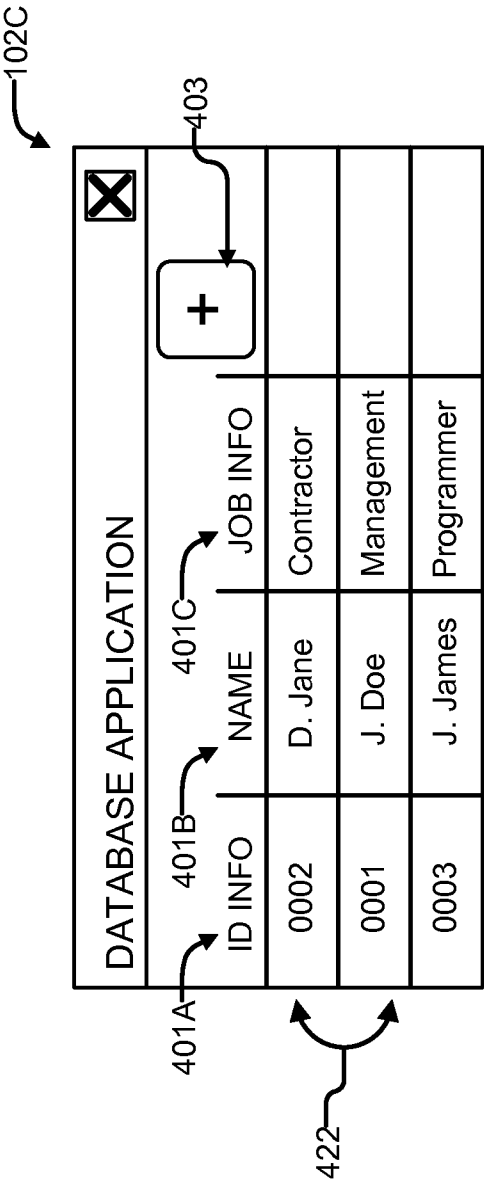 102C
DATABASE APPLICATION X
401A 401B 401C + 403
ID INFO NAME JOB INFO
0002 D. Jane Contractor
0001 J. Doe Management
0003 J. James Programmer
422